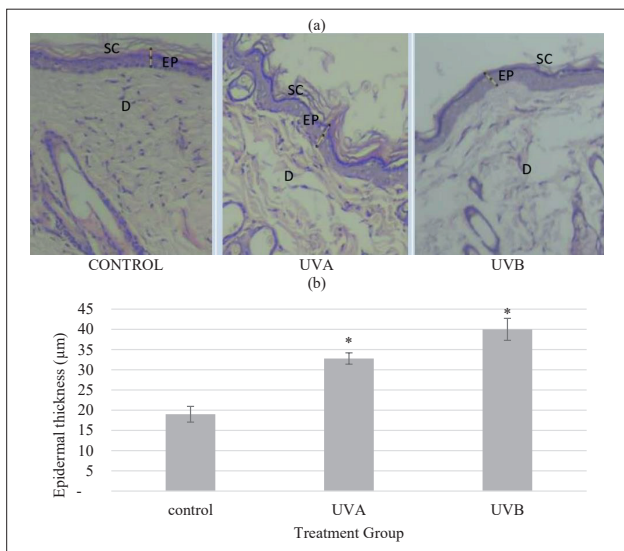 (a)
SC
EP
D
SC
EP
D
SC
EP
D
CONTROL UVA UVB
(b)
Epidermal thickness (µm)
45
40
35
30
25
20
15
10
5
-
*
*
control UVA UVB
Treatment Group